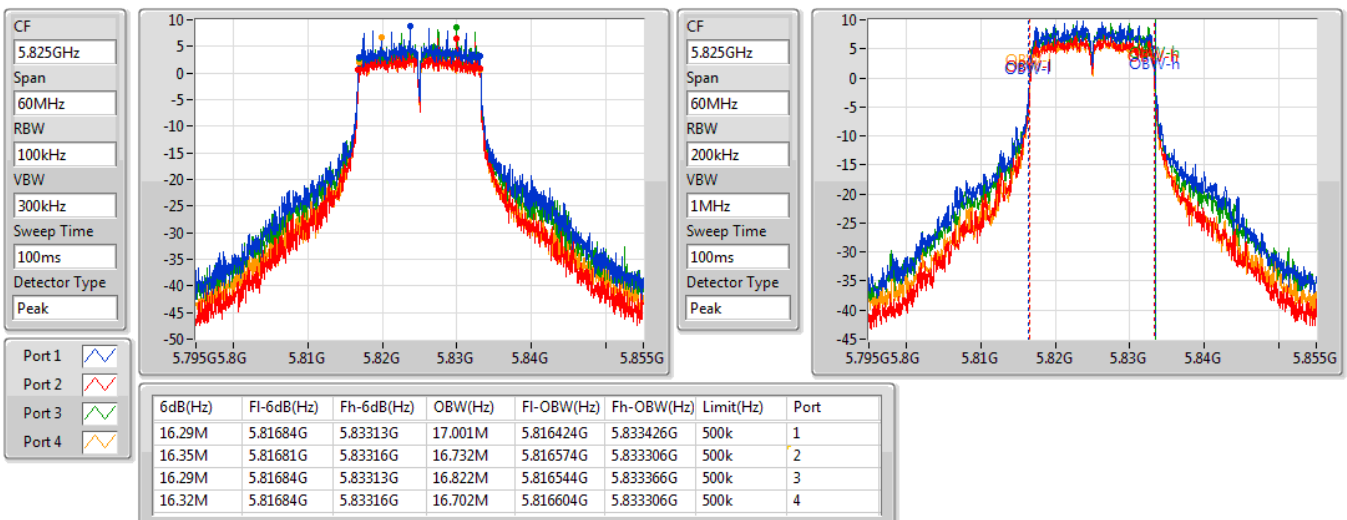 CF
5.825GHz
Span
60MHz
RBW
100kHz
VBW
300kHz
Sweep Time
100ms
Detector Type
Peak
10
5
0
-5
-10
-15
-20
-25
-30
-35
-40
-45
-50
5.795G 5.8G 5.81G 5.82G 5.83G 5.84G 5.855G
CF
5.825GHz
Span
60MHz
RBW
200kHz
VBW
1MHz
Sweep Time
100ms
Detector Type
Peak
10
5
0
-5
-10
-15
-20
-25
-30
-35
-40
-45
OBW-l
OBW-h
OBW-h
5.795G 5.8G 5.81G 5.82G 5.83G 5.84G 5.855G
Port 1
Port 2
Port 3
Port 4
6dB(Hz) Fl-6dB(Hz) Fh-6dB(Hz) OBW(Hz) Fl-OBW(Hz) Fh-OBW(Hz) Limit(Hz) Port
16.29M 5.81684G 5.83313G 17.001M 5.816424G 5.833426G 500k 1
16.35M 5.81681G 5.83316G 16.732M 5.816574G 5.833306G 500k 2
16.29M 5.81684G 5.83313G 16.822M 5.816544G 5.833366G 500k 3
16.32M 5.81684G 5.83316G 16.702M 5.816604G 5.833306G 500k 4